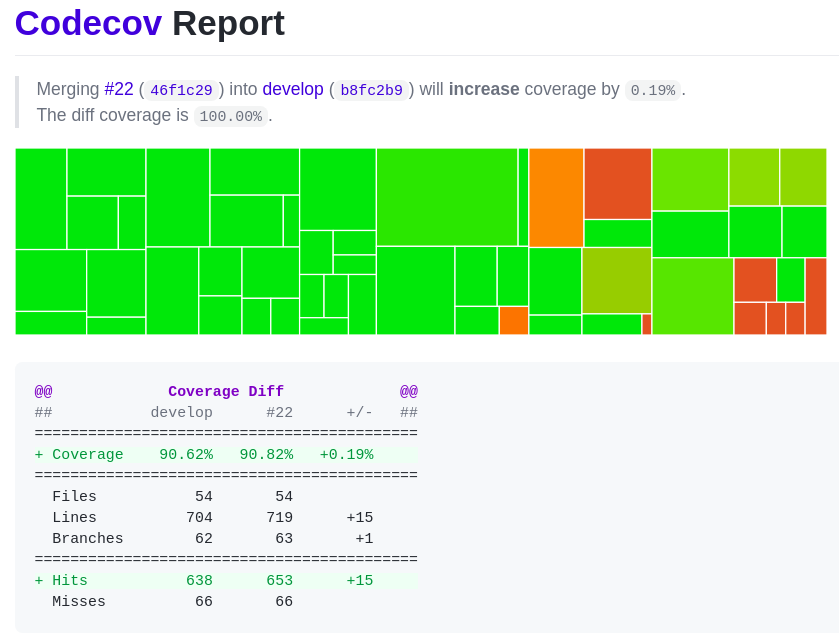 Codecov Report
Merging #22 (46f1c29) into develop (b8fc2b9) will increase coverage by 0.19%.
The diff coverage is 100.00%.
@@             Coverage Diff             @@
##           develop      #22      +/-   ##
===========================================
+ Coverage    90.62%   90.82%   +0.19%
===========================================
  Files           54       54
  Lines          704      719      +15
  Branches        62       63       +1
===========================================
+ Hits           638      653      +15
  Misses          66       66